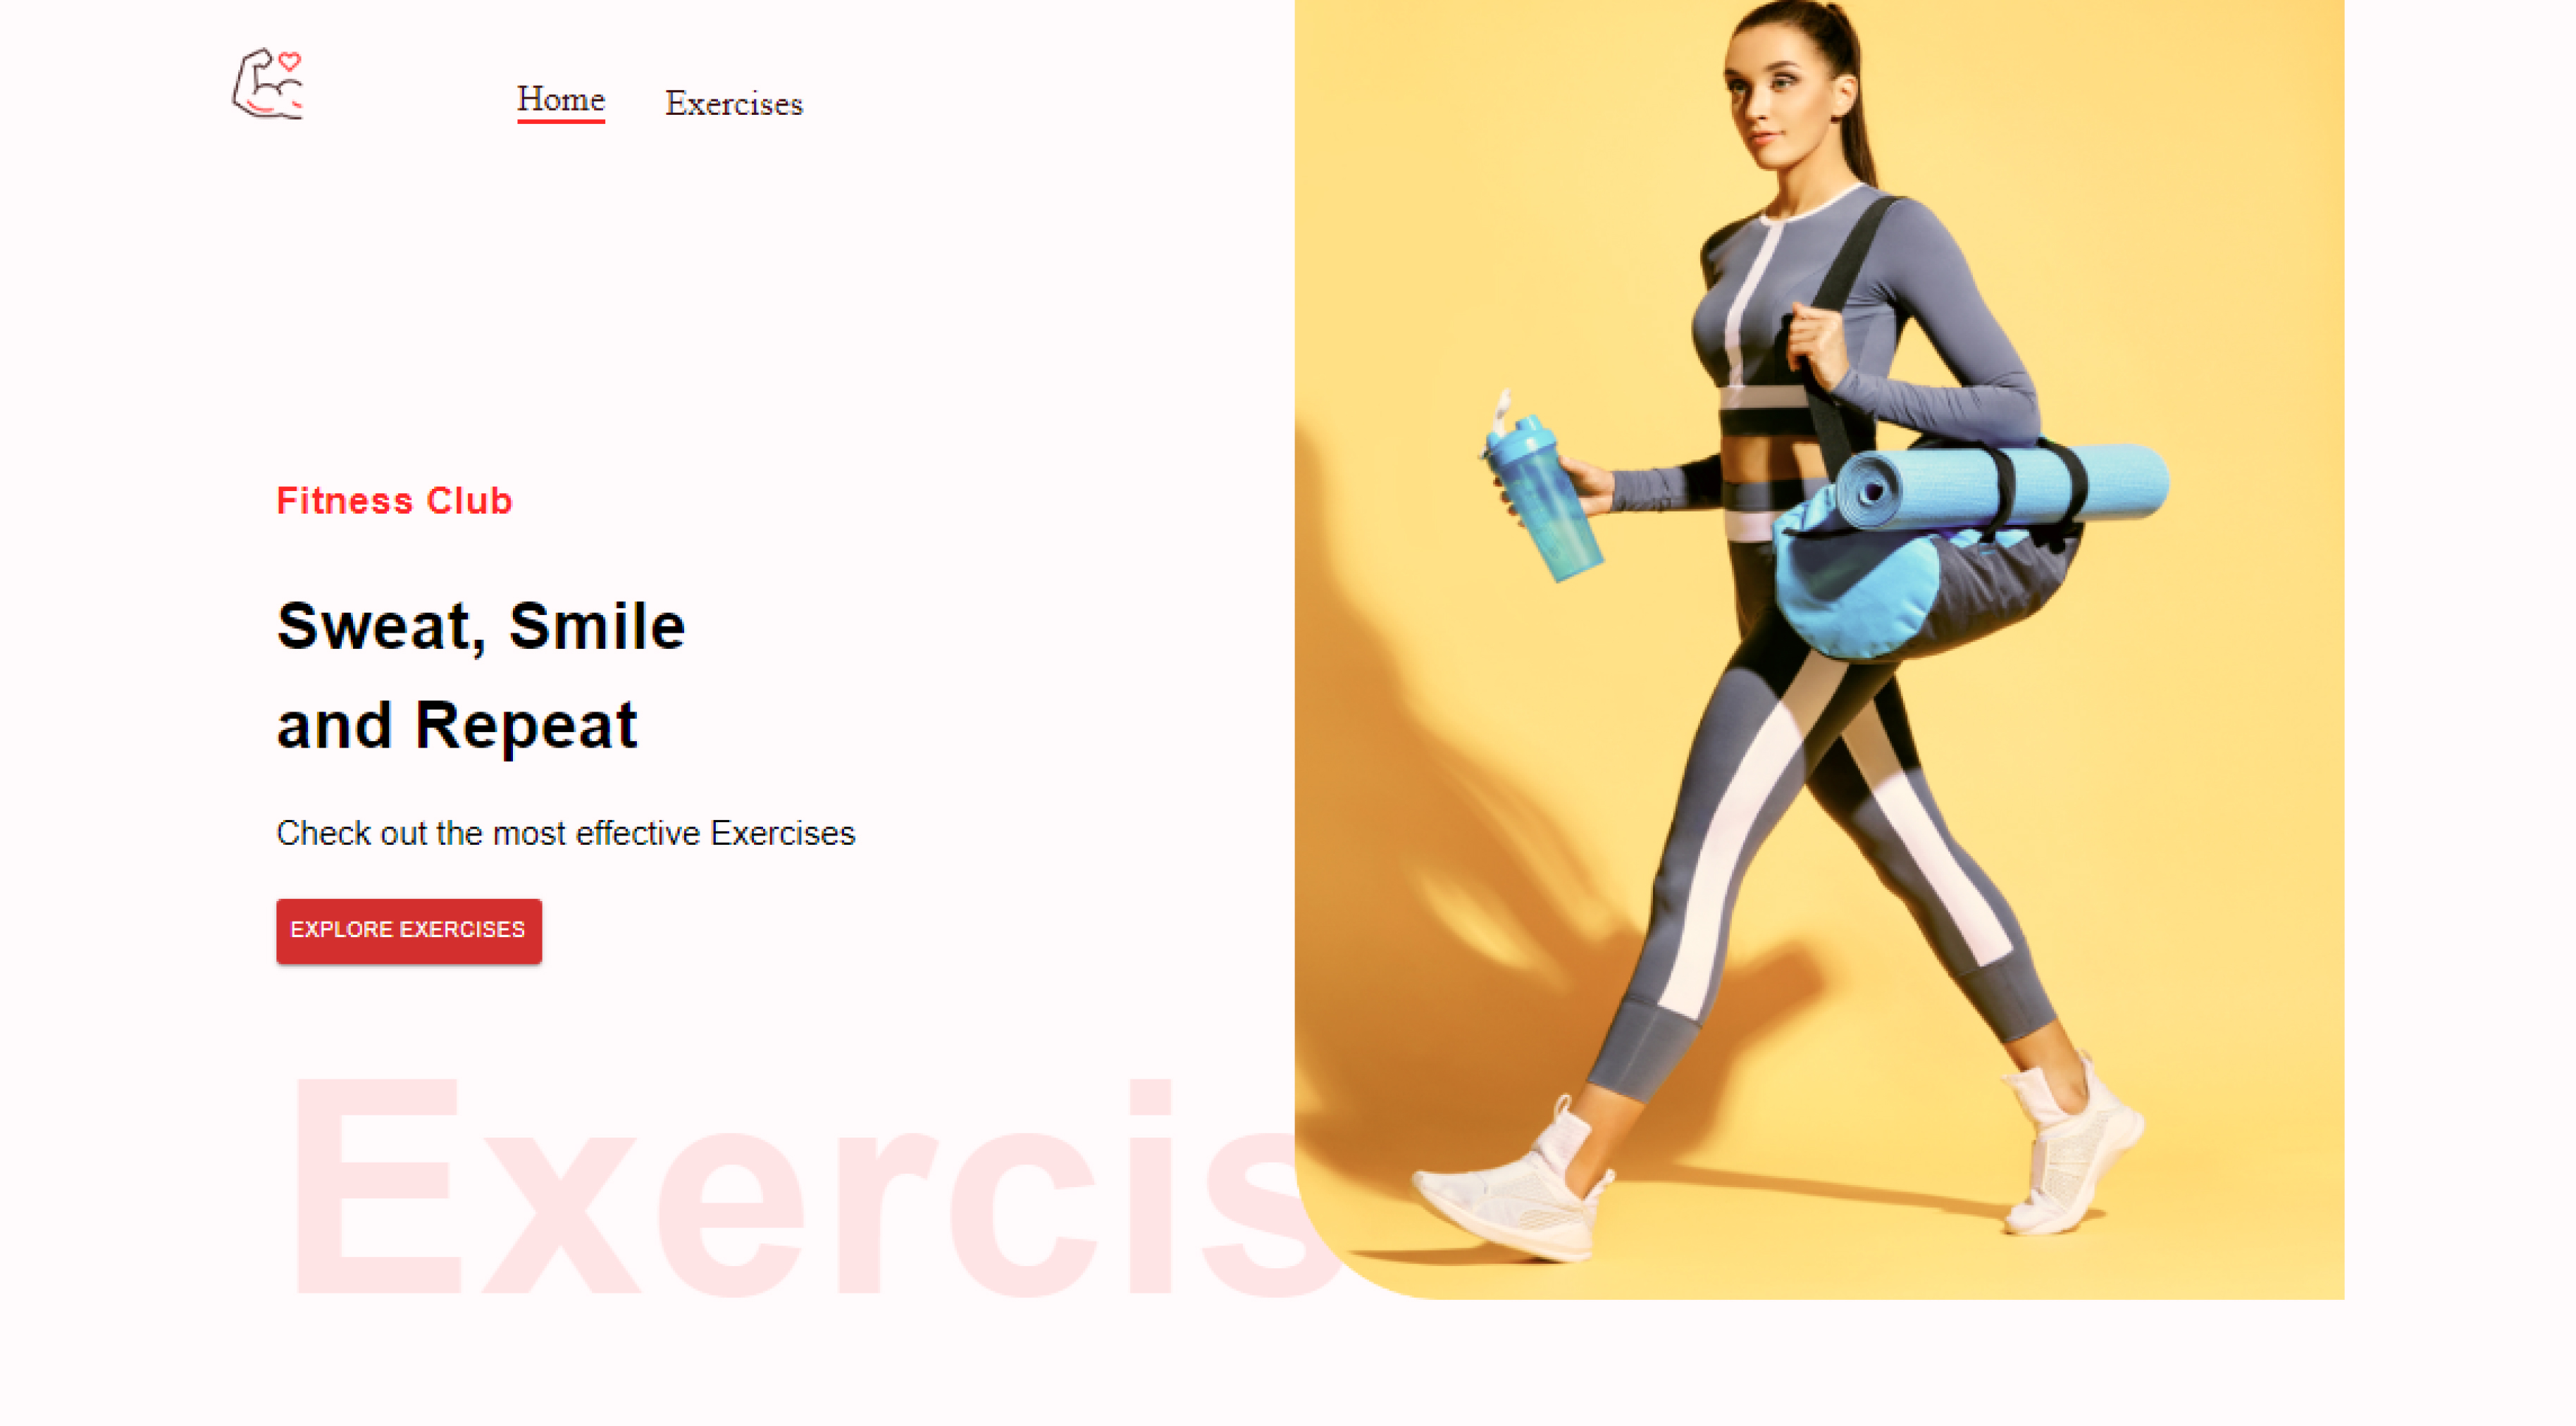 Home Exercises
Fitness Club
Sweat, Smile
and Repeat
Check out the most effective Exercises
EXPLORE EXERCISES
Exercis